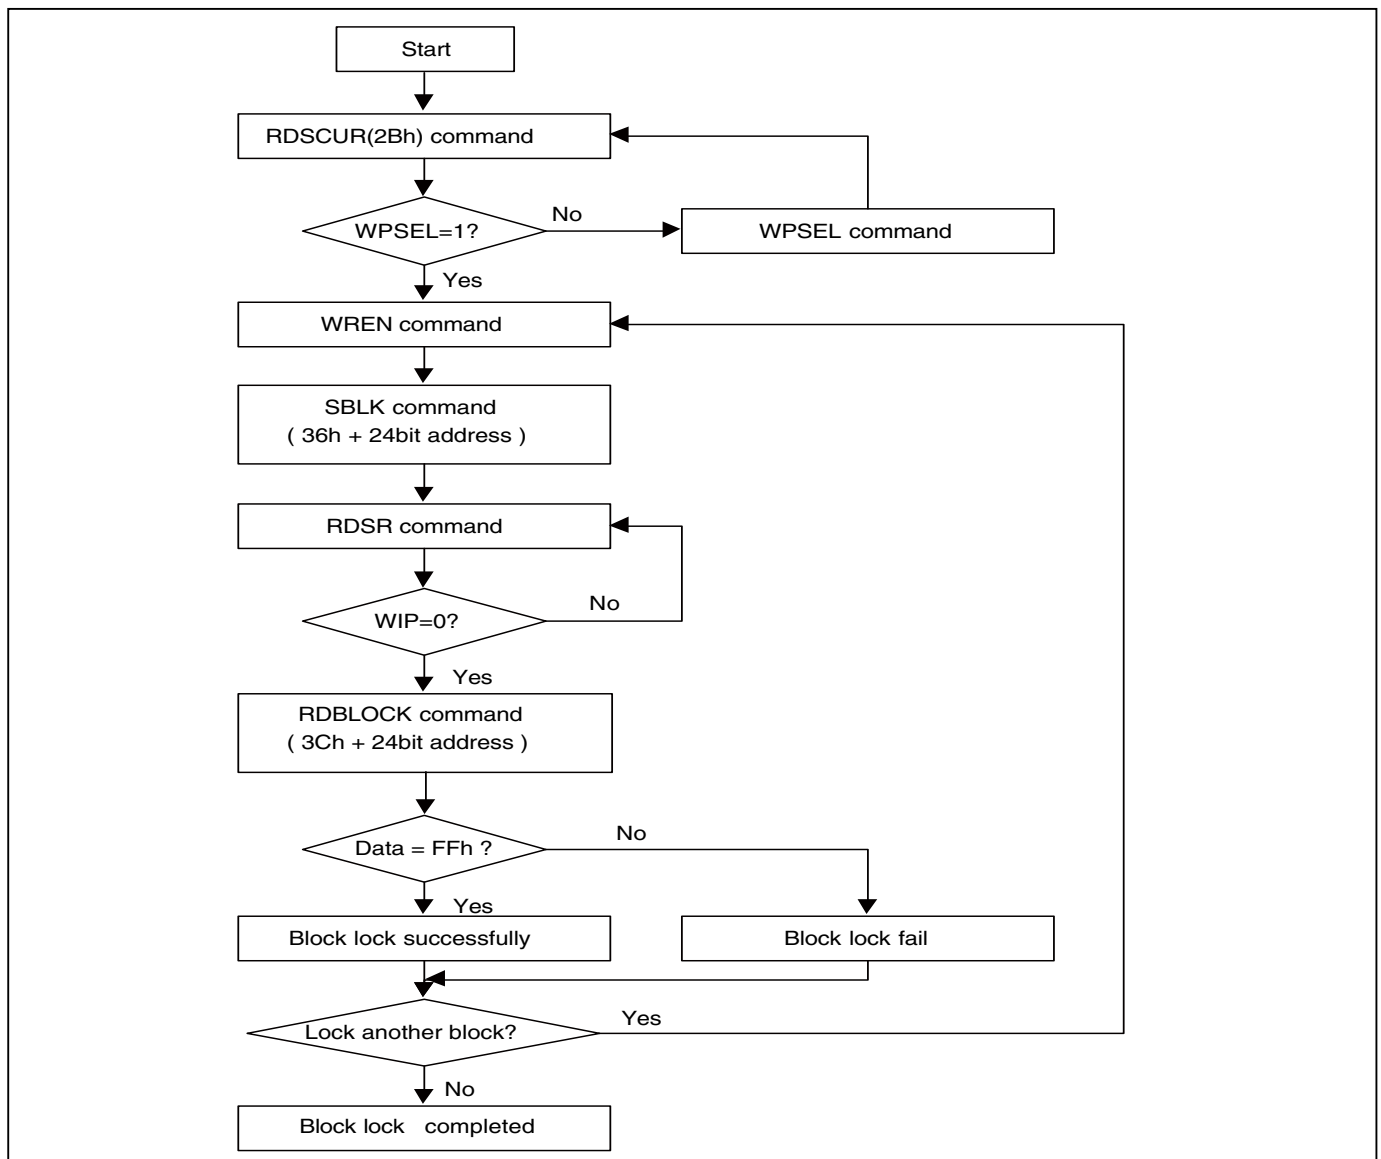 Start
RDSCUR(2Bh) command
WPSEL=1?
No
WPSEL command
Yes
WREN command
SBLK command
( 36h + 24bit address )
RDSR command
WIP=0?
No
Yes
RDBLOCK command
( 3Ch + 24bit address )
Data = FFh ?
No
Yes
Block lock successfully
Block lock fail
Lock another block?
Yes
No
Block lock completed